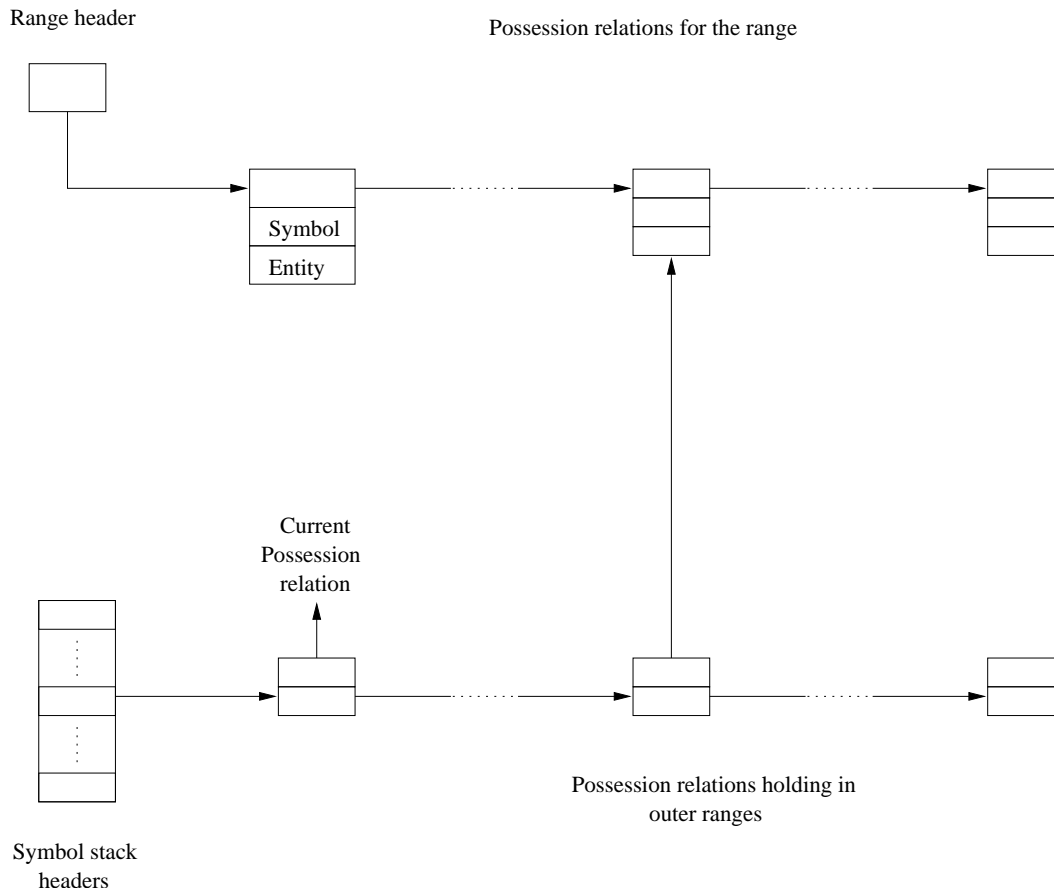 Range header
Possession relations for the range
Symbol
Entity
Current
Possession
relation
Possession relations holding in
outer ranges
Symbol stack
headers